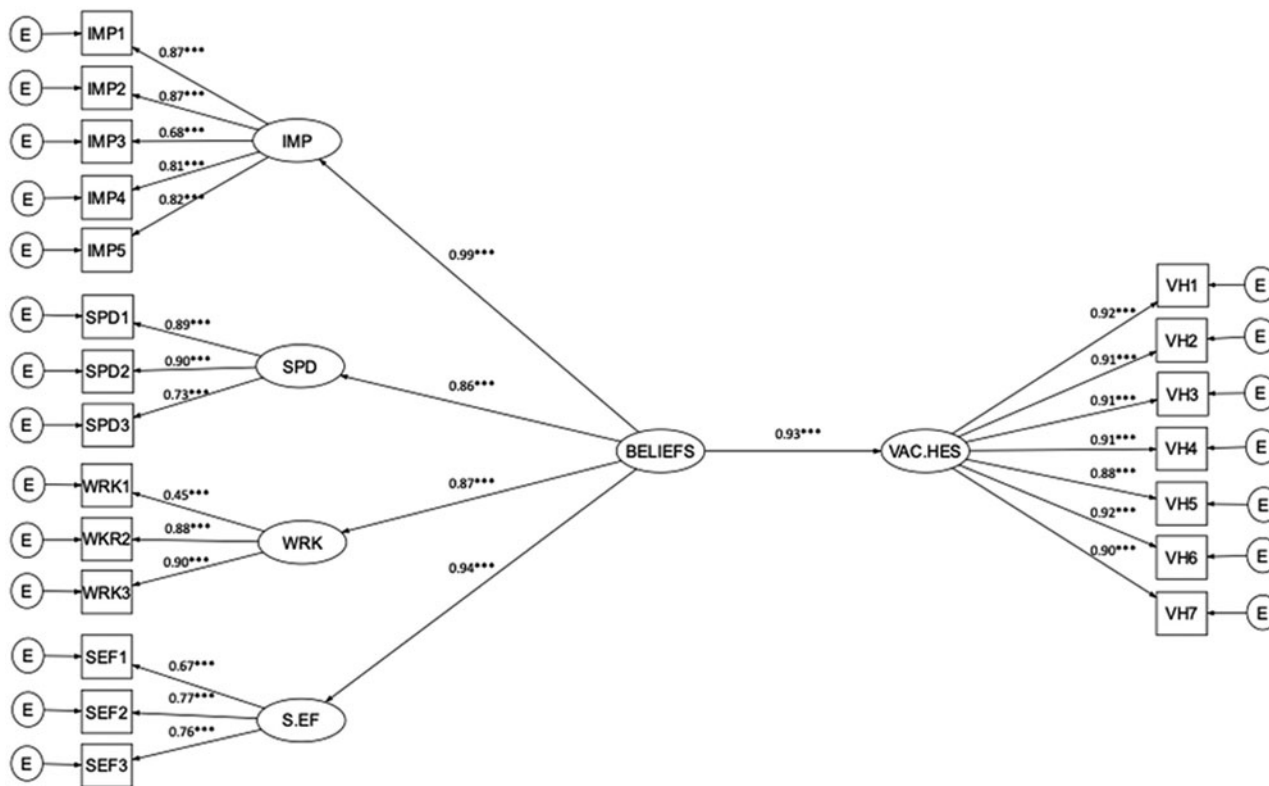 E IMP1
0.87***
E IMP2
0.87***
E IMP3
0.68***
IMP
E IMP4
0.81***
E IMP5
0.82***
0.99***
E SPD1
0.89***
E SPD2
0.90***
SPD
E SPD3
0.73***
0.86***
BELIEFS
0.93***
VAC.HES
E WRK1
0.45***
E WKR2
0.88***
WRK
E WRK3
0.90***
0.87***
E SEF1
0.67***
E SEF2
0.77***
S.EF
E SEF3
0.76***
0.94***
0.92***
VH1 E
0.91***
VH2 E
0.91***
VH3 E
0.91***
VH4 E
0.88***
VH5 E
0.92***
VH6 E
0.90***
VH7 E